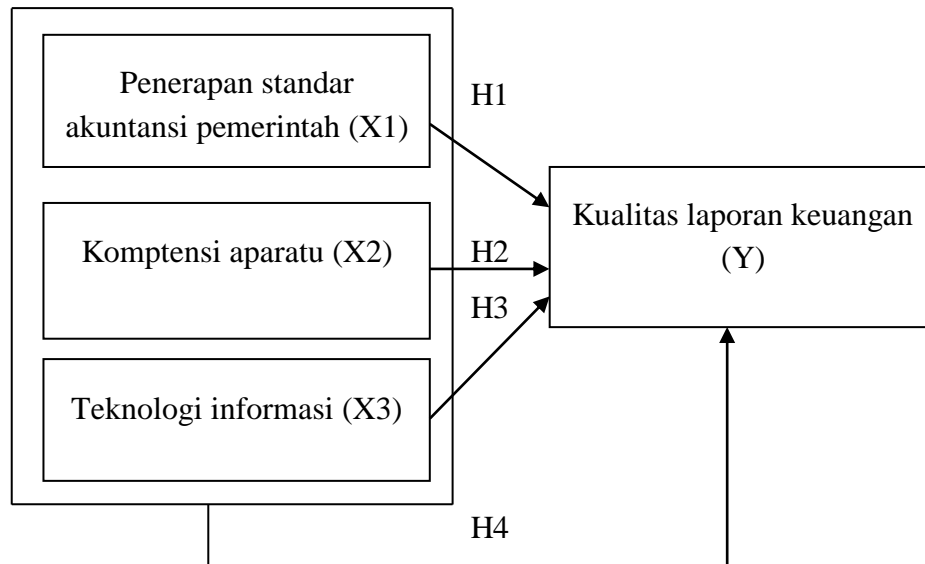 Penerapan standar
akuntansi pemerintah (X1)
H1
Kualitas laporan keuangan
(Y)
Komptensi aparatu (X2)
H2
H3
Teknologi informasi (X3)
H4